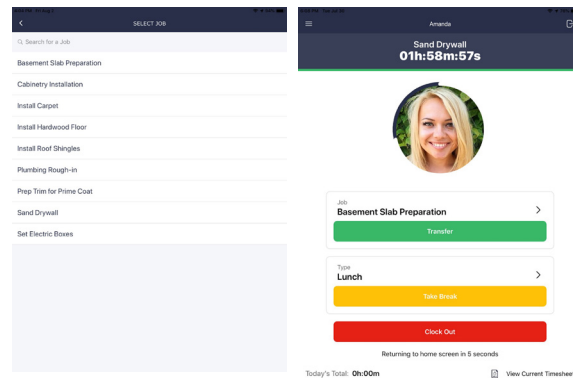 SELECT JOB
Search for a Job
Basement Slab Preparation
Cabinetry Installation
Install Carpet
Install Hardwood Floor
Install Roof Shingles
Plumbing Rough-in
Prep Trim for Prime Coat
Sand Drywall
Set Electric Boxes
Amanda
Sand Drywall
01h:58m:57s
Job
Basement Slab Preparation
Transfer
Type
Lunch
Take Break
Clock Out
Returning to home screen in 5 seconds
Today's Total: 0h:00m
View Current Timesheet